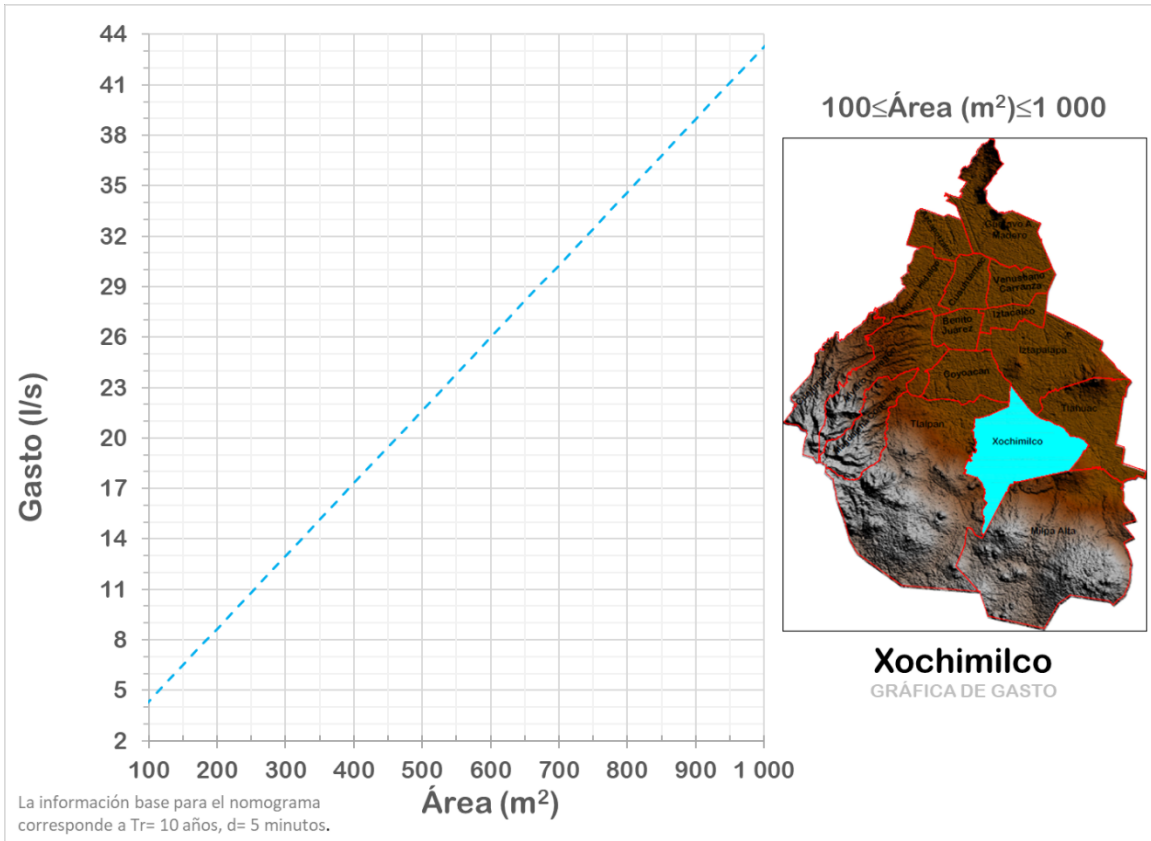 44
41
38
35
32
29
26
23
20
17
14
11
8
5
2
Gasto (l/s)
100 200 300 400 500 600 700 800 900 1 000
Área (m²)
La información base para el nomograma
corresponde a Tr= 10 años, d= 5 minutos.
100≤Área (m²)≤1 000
Gustavo A.
Madero
Venustiano
Carranza
Iztacalco
Benito
Juárez
Iztapalapa
Coyoacán
Tláhuac
Tlalpan
Xochimilco
Milpa Alta
Xochimilco
GRÁFICA DE GASTO